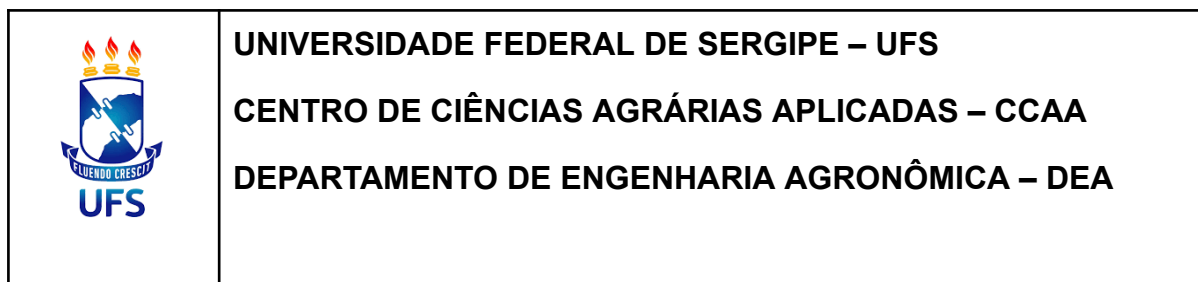 UNIVERSIDADE FEDERAL DE SERGIPE – UFS
CENTRO DE CIÊNCIAS AGRÁRIAS APLICADAS – CCAA
DEPARTAMENTO DE ENGENHARIA AGRONÔMICA – DEA
FLUENDO CRESCIT
UFS